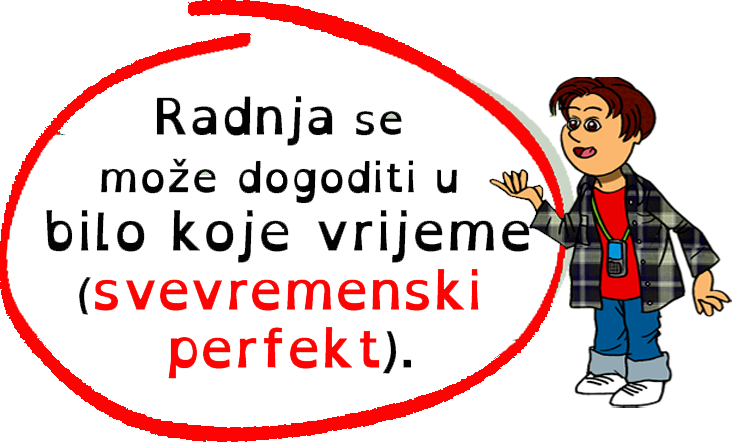 Radnja se
može dogoditi u
bilo koje vrijeme
(svevremenski
perfekt).